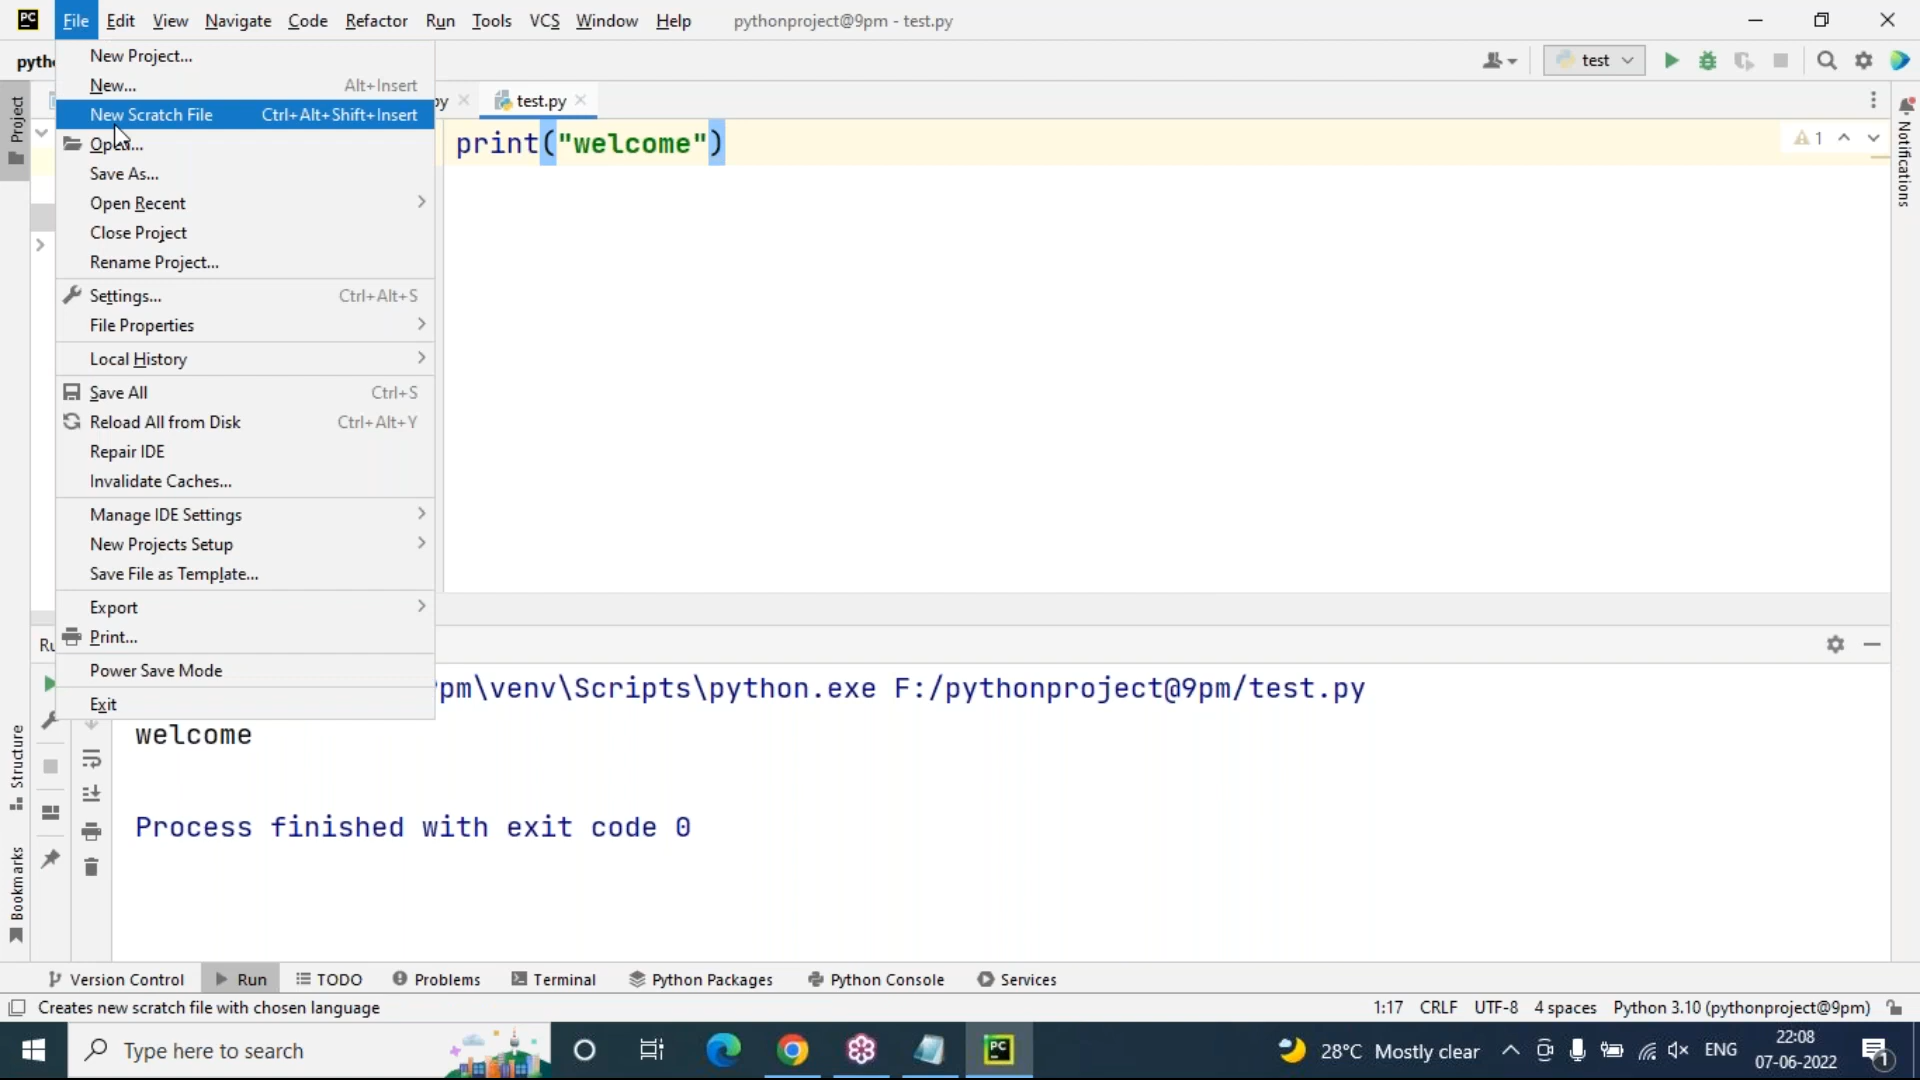 PC File Edit View Navigate Code Refactor Run Tools VCS Window Help pythonproject@9pm - test.py
test
New Project...
New... Alt+Insert
New Scratch File Ctrl+Alt+Shift+Insert
Open...
Save As...
Open Recent
Close Project
Rename Project...
Settings... Ctrl+Alt+S
File Properties
Local History
Save All Ctrl+S
Reload All from Disk Ctrl+Alt+Y
Repair IDE
Invalidate Caches...
Manage IDE Settings
New Projects Setup
Save File as Template...
Export
Print...
Power Save Mode
Exit
Project
py test.py
print("welcome")
1
Notifications
pm\venv\Scripts\python.exe F:/pythonproject@9pm/test.py
welcome
Process finished with exit code 0
Structure
Bookmarks
Version Control Run TODO Problems Terminal Python Packages Python Console Services
Creates new scratch file with chosen language 1:17 CRLF UTF-8 4 spaces Python 3.10 (pythonproject@9pm)
Type here to search PC 28°C Mostly clear ENG 22:08
07-06-2022
1